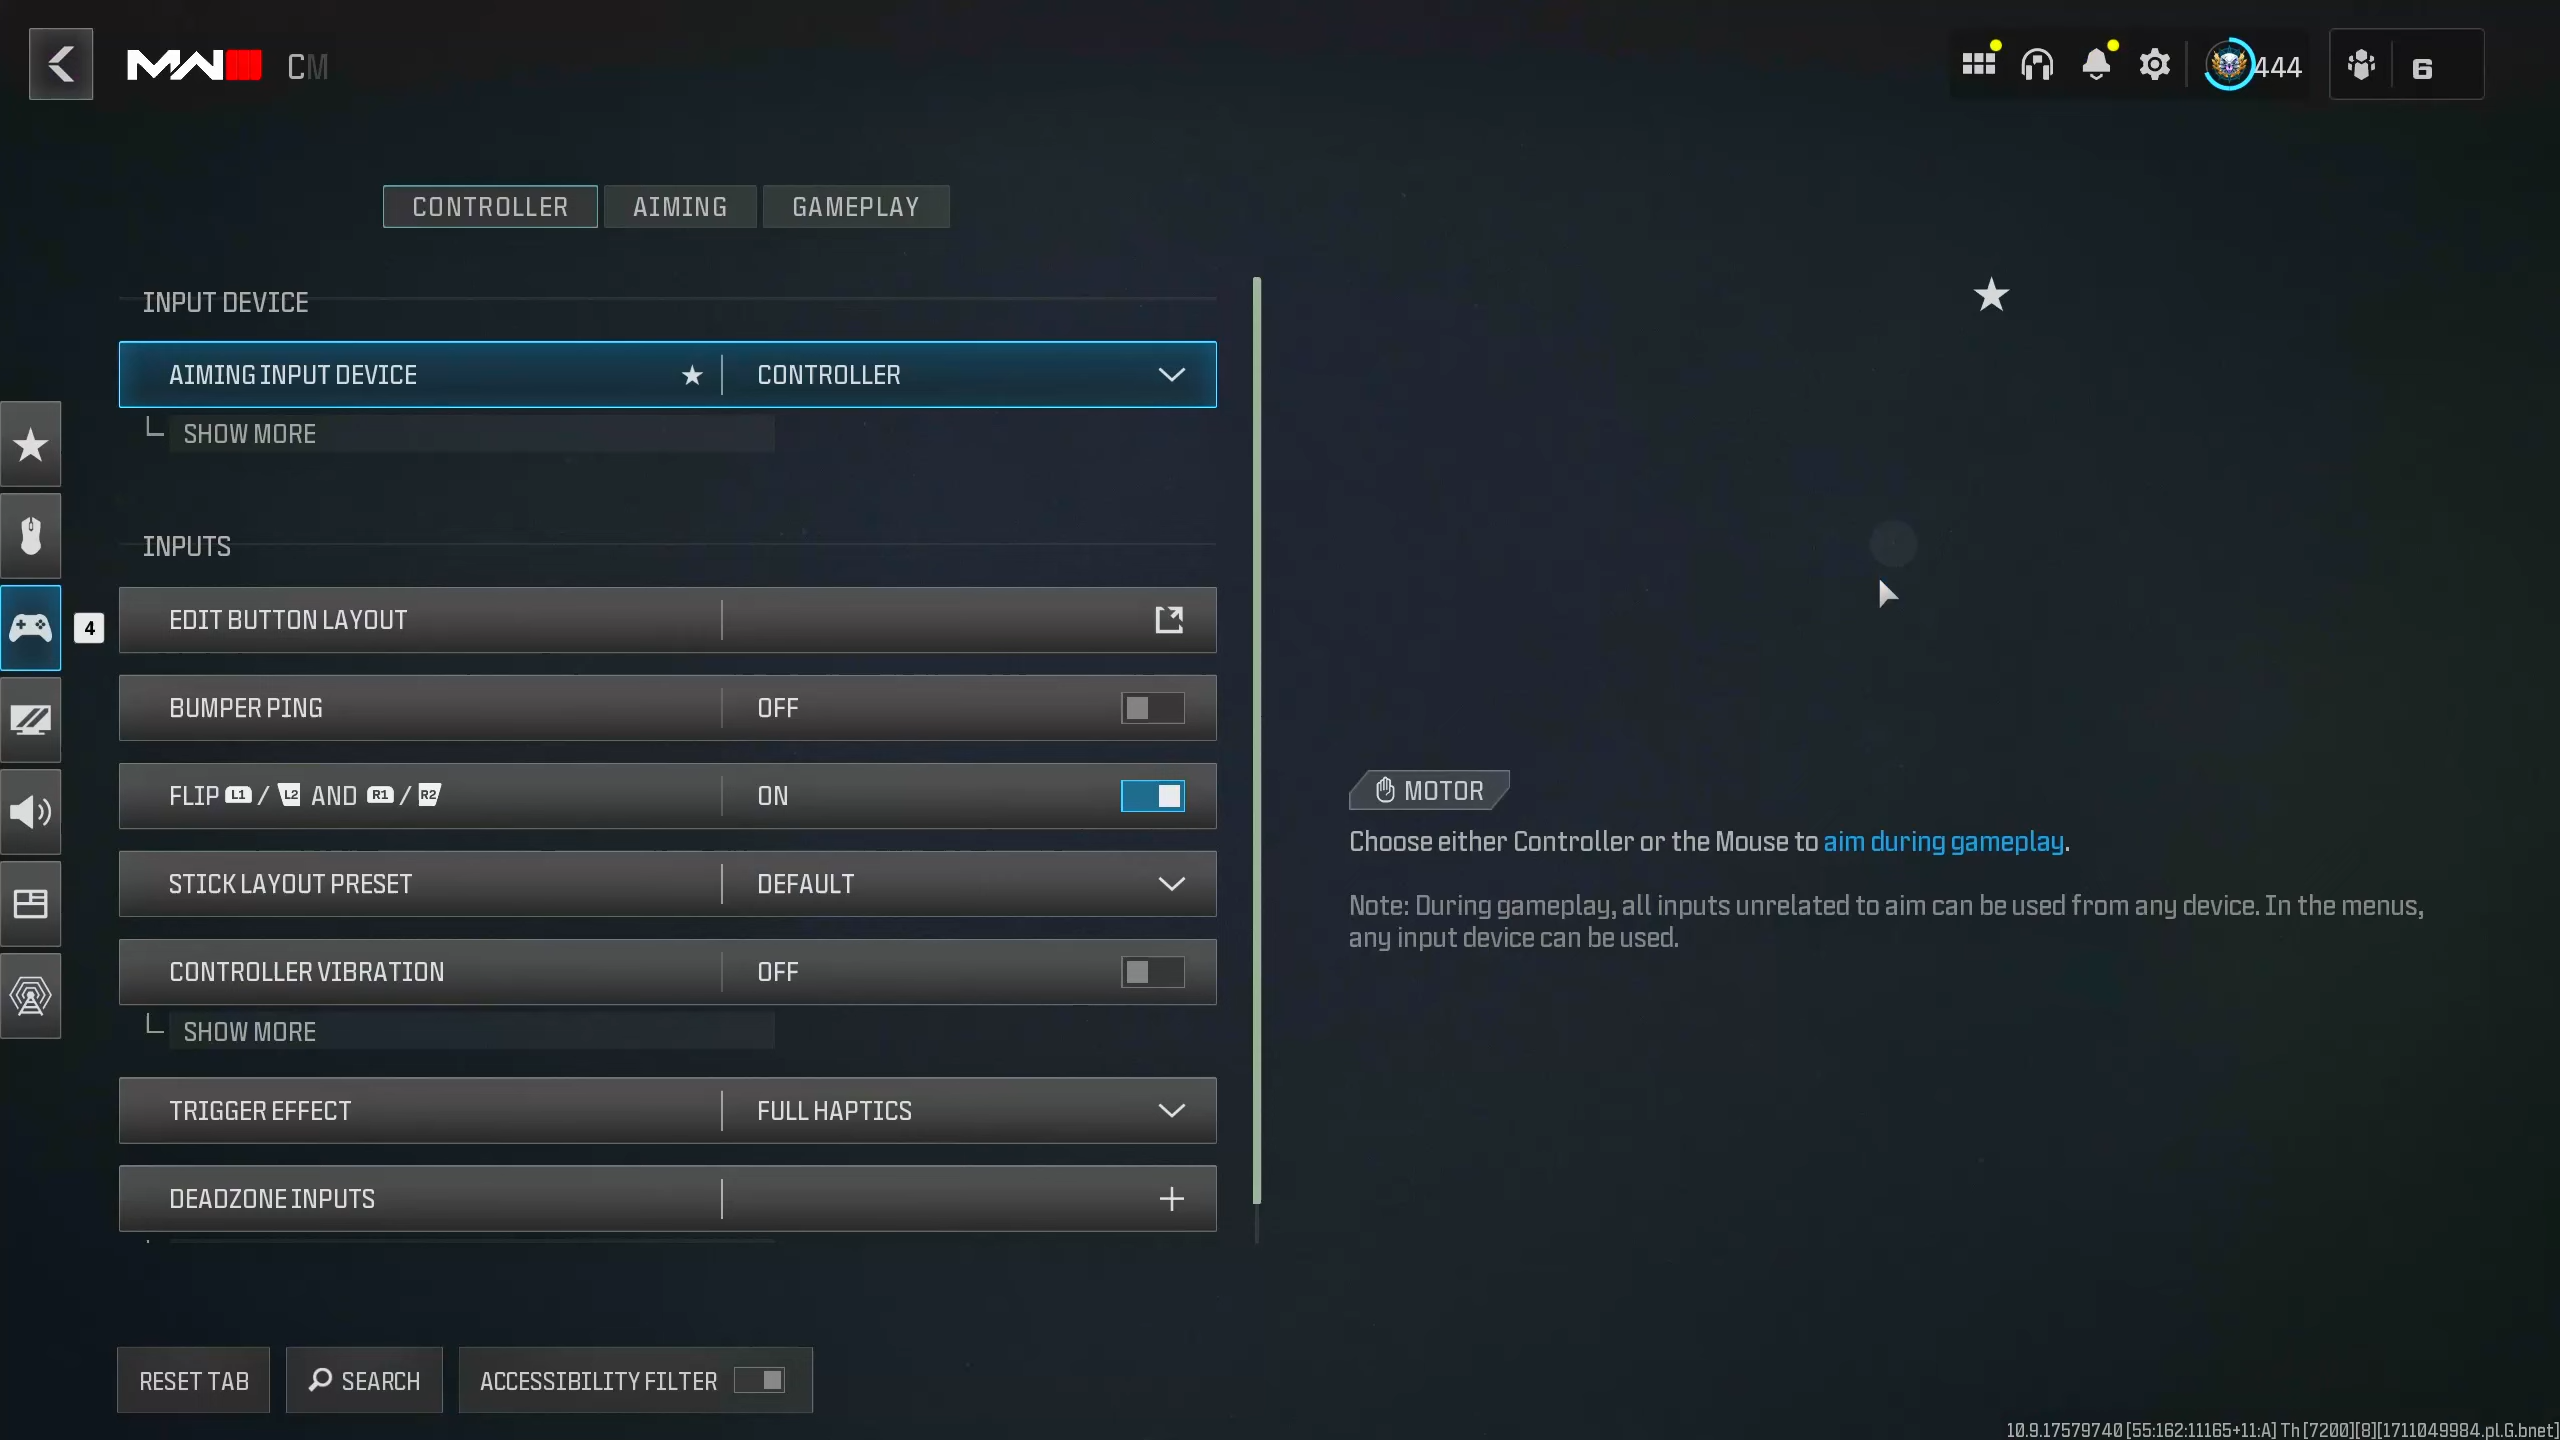 MWIII CM
444
6
CONTROLLER AIMING GAMEPLAY
INPUT DEVICE
AIMING INPUT DEVICE CONTROLLER
SHOW MORE
INPUTS
EDIT BUTTON LAYOUT
4
BUMPER PING OFF
FLIP L1 / L2 AND R1 / R2 ON
STICK LAYOUT PRESET DEFAULT
CONTROLLER VIBRATION OFF
SHOW MORE
TRIGGER EFFECT FULL HAPTICS
DEADZONE INPUTS
MOTOR
Choose either Controller or the Mouse to aim during gameplay.
Note: During gameplay, all inputs unrelated to aim can be used from any device. In the menus,
any input device can be used.
RESET TAB SEARCH ACCESSIBILITY FILTER
10.9.17579740 [55:162:11165+11:A] Th [7200][8][1711049984.pl.G.bnet]